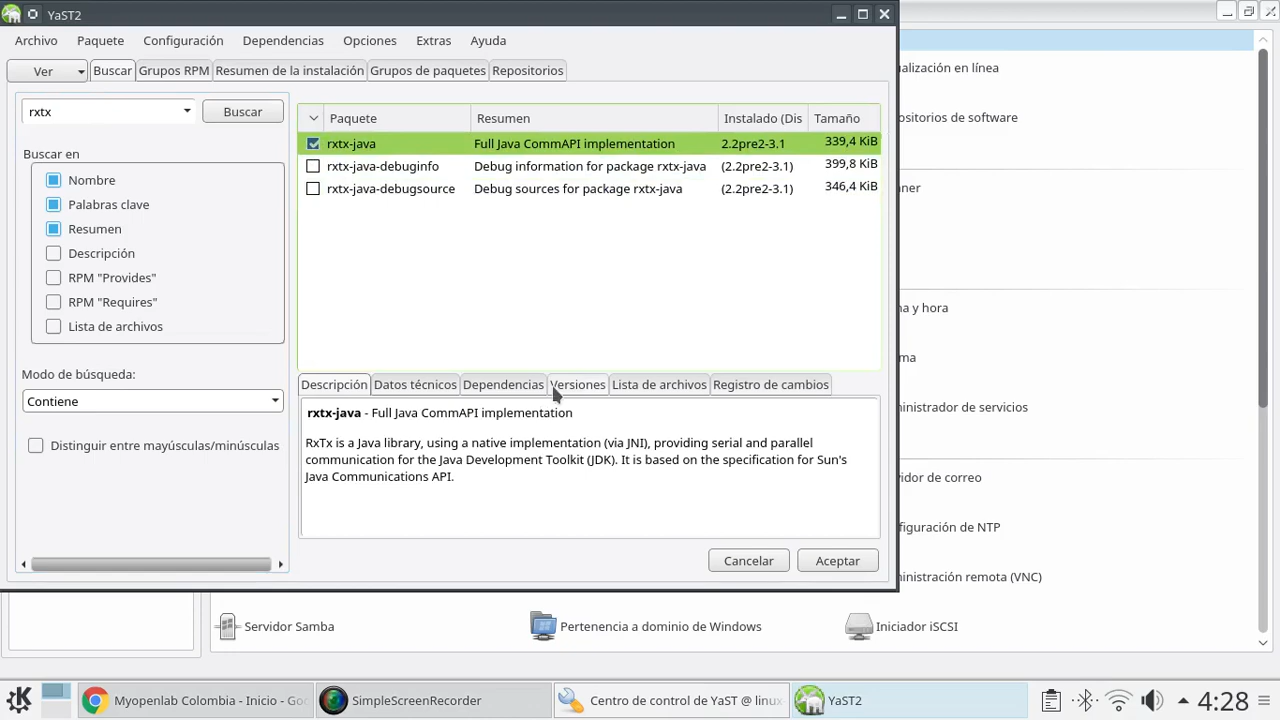 YaST2
Archivo Paquete Configuración Dependencias Opciones Extras Ayuda
Ver Buscar Grupos RPM Resumen de la instalación Grupos de paquetes Repositorios
rxtx Buscar
Buscar en
Nombre
Palabras clave
Resumen
Descripción
RPM "Provides"
RPM "Requires"
Lista de archivos
Modo de búsqueda:
Contiene
Distinguir entre mayúsculas/minúsculas
Paquete Resumen Instalado (Dis Tamaño
rxtx-java Full Java CommAPI implementation 2.2pre2-3.1 339,4 KiB
rxtx-java-debuginfo Debug information for package rxtx-java (2.2pre2-3.1) 399,8 KiB
rxtx-java-debugsource Debug sources for package rxtx-java (2.2pre2-3.1) 346,4 KiB
Descripción Datos técnicos Dependencias Versiones Lista de archivos Registro de cambios
rxtx-java - Full Java CommAPI implementation
RxTx is a Java library, using a native implementation (via JNI), providing serial and parallel
communication for the Java Development Toolkit (JDK). It is based on the specification for Sun's
Java Communications API.
Cancelar Aceptar
ualización en línea
ositorios de software
nner
na y hora
ma
ministrador de servicios
vidor de correo
figuración de NTP
ministración remota (VNC)
Servidor Samba Pertenencia a dominio de Windows Iniciador iSCSI
Myopenlab Colombia - Inicio - Goo SimpleScreenRecorder Centro de control de YaST @ linux YaST2 4:28